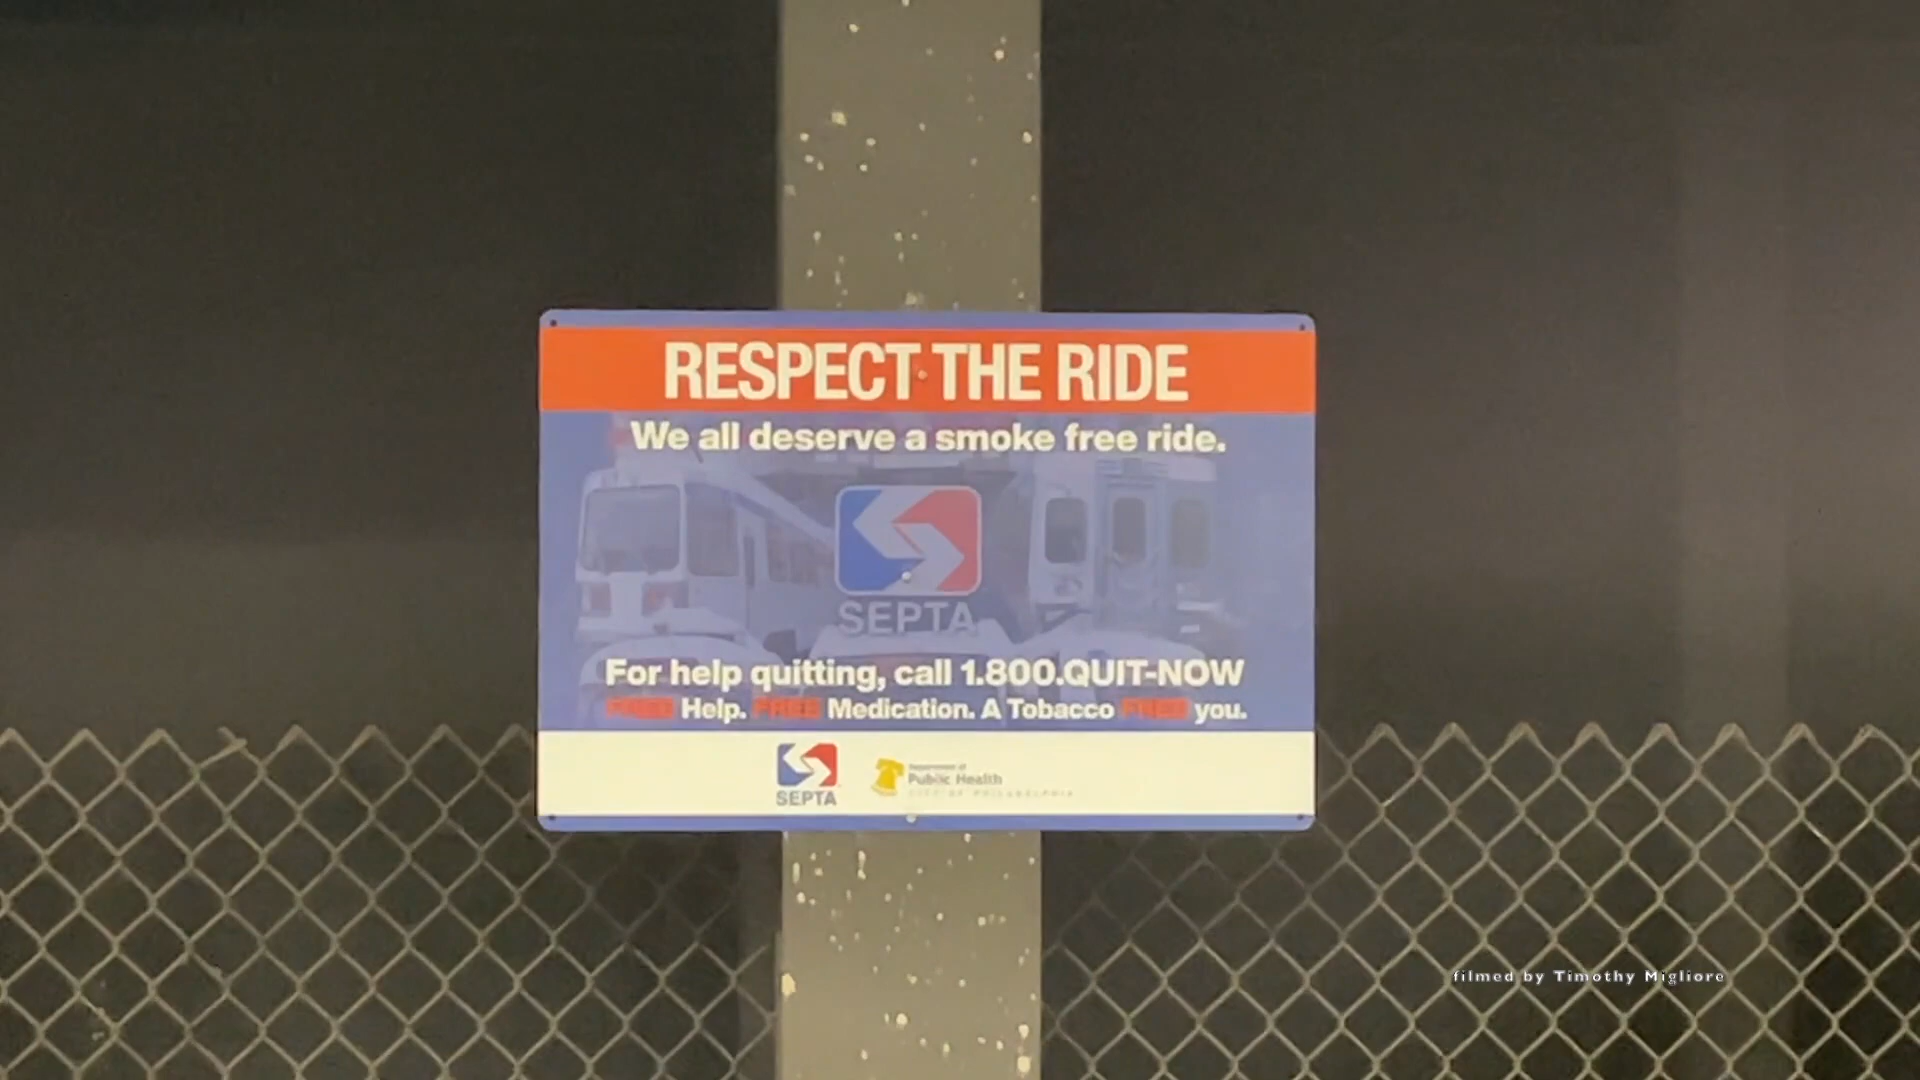 RESPECT THE RIDE
We all deserve a smoke free ride.
SEPTA
For help quitting, call 1.800.QUIT-NOW
FREE Help. FREE Medication. A Tobacco FREE you.
SEPTA
Department of
Public Health
CITY OF PHILADELPHIA
filmed by Timothy Migliore